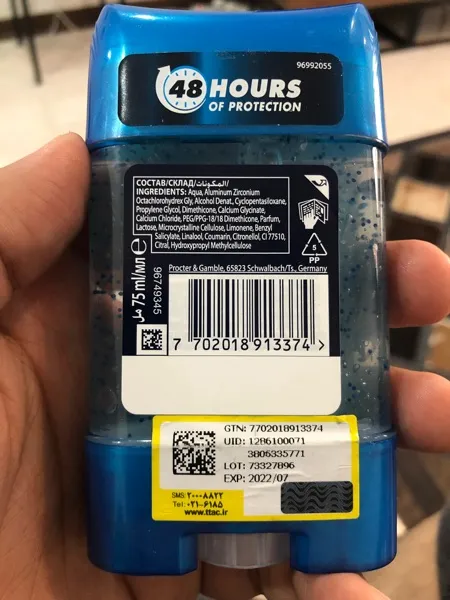 96992055
48 HOURS
OF PROTECTION
СОСТАВ/СКЛАД/المكونات/
INGREDIENTS: Aqua, Aluminum Zirconium
Octachlorohydrex Gly, Alcohol Denat., Cyclopentasiloxane,
Propylene Glycol, Dimethicone, Calcium Glycinate,
Calcium Chloride, PEG/PPG-18/18 Dimethicone, Parfum,
Lactose, Microcrystalline Cellulose, Limonene, Benzyl
Salicylate, Linalool, Coumarin, Citronellol, CI 77510,
Citral, Hydroxypropyl Methylcellulose
5
PP
Procter & Gamble, 65823 Schwalbach/Ts., Germany
75 ml/мл مل e
96749345
7 702018 913374 >
GTN: 7702018913374
UID: 1286100071
3806335771
LOT: 73327896
EXP: 2022/07
SMS: ۲۰۰۰۸۸۲۲
Tel: ۰۲۱-۶۱۸۵
www.ttac.ir